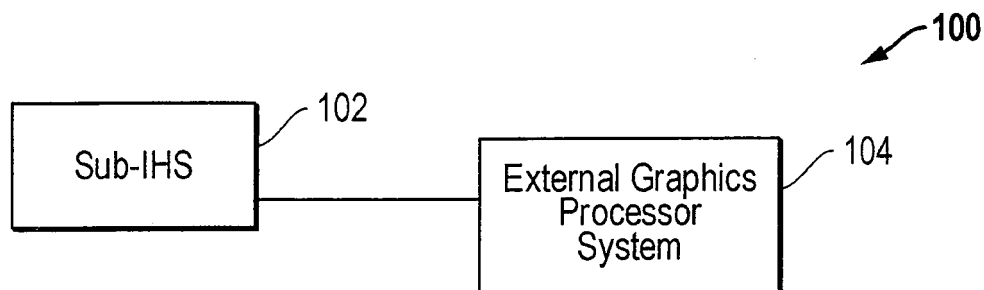 100
102
Sub-IHS
104
External Graphics
Processor
System